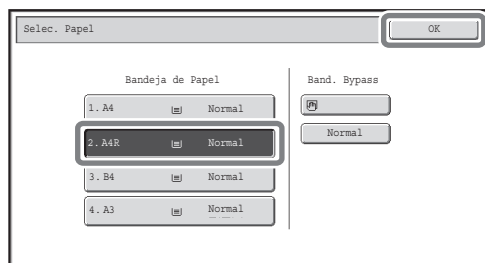 Selec. Papel
OK
Bandeja de Papel
1. A4 Normal
2. A4R Normal
3. B4 Normal
4. A3 Normal
Band. Bypass
Normal